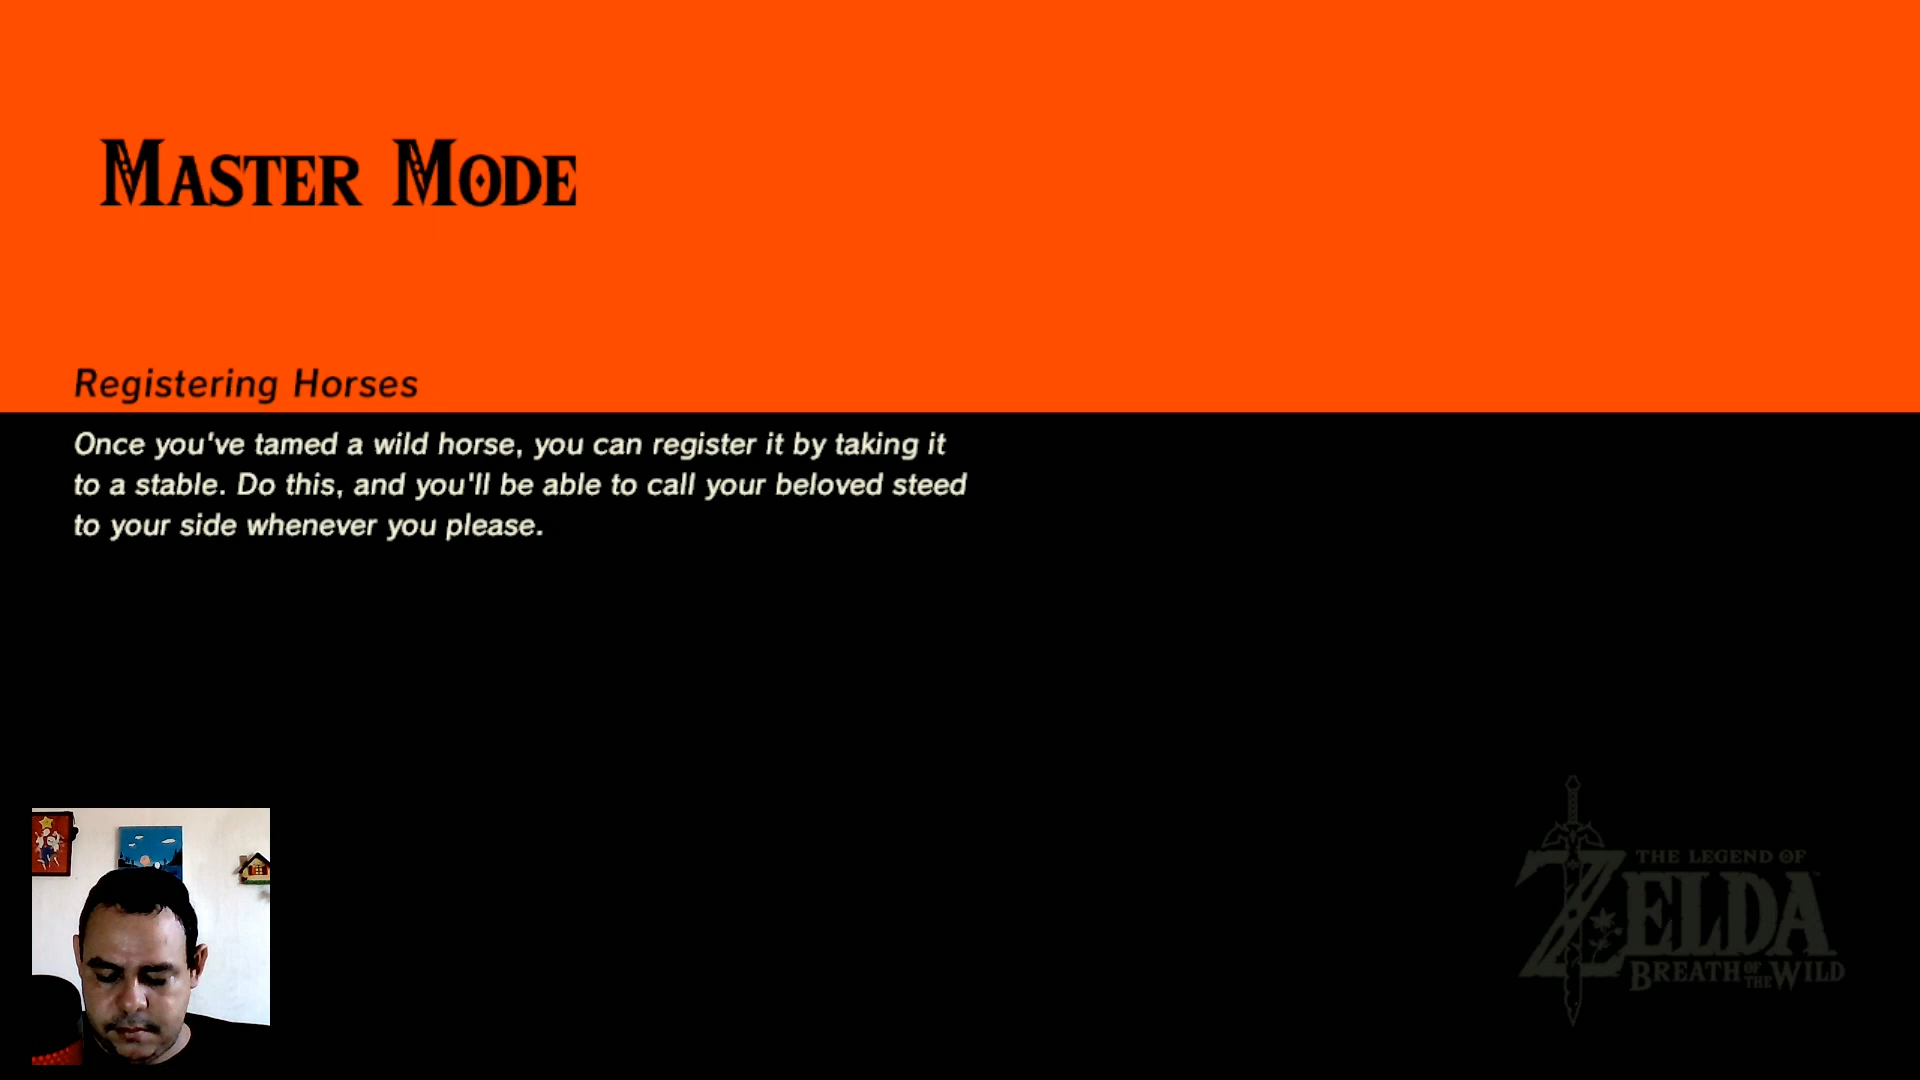 Master Mode
Registering Horses
Once you've tamed a wild horse, you can register it by taking it
to a stable. Do this, and you'll be able to call your beloved steed
to your side whenever you please.
THE LEGEND OF
ZELDA
BREATH OF THE WILD